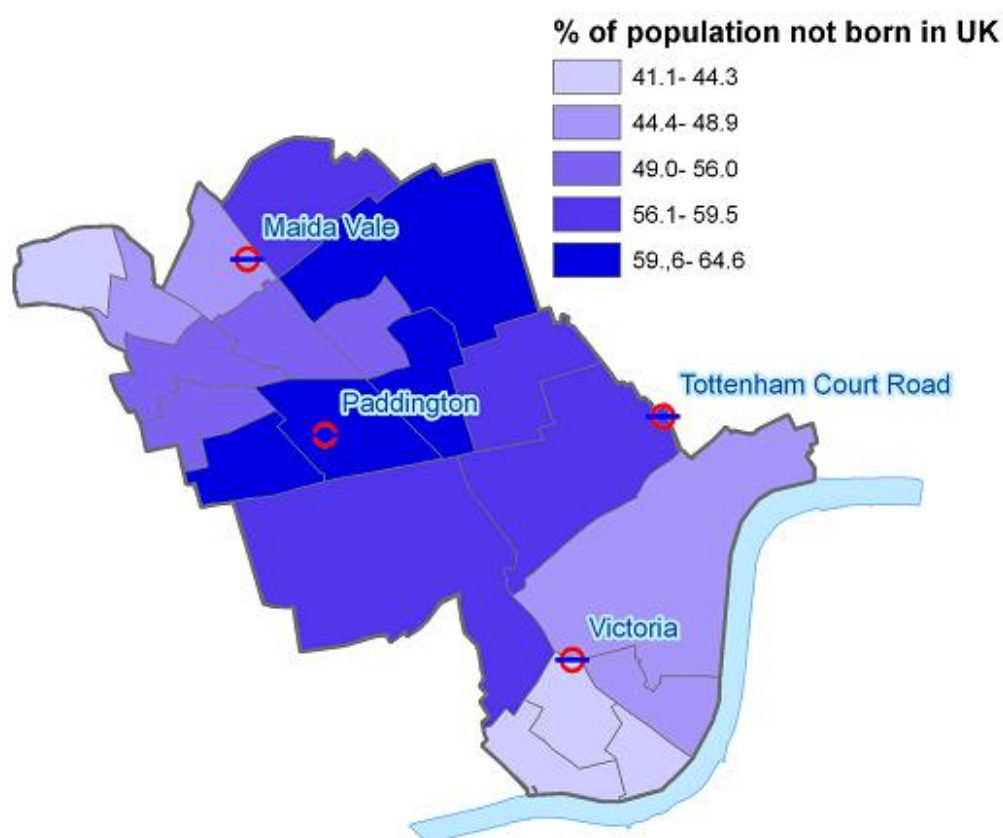 % of population not born in UK
41.1- 44.3
44.4- 48.9
49.0- 56.0
56.1- 59.5
59.,6- 64.6
Maida Vale
Paddington
Tottenham Court Road
Victoria